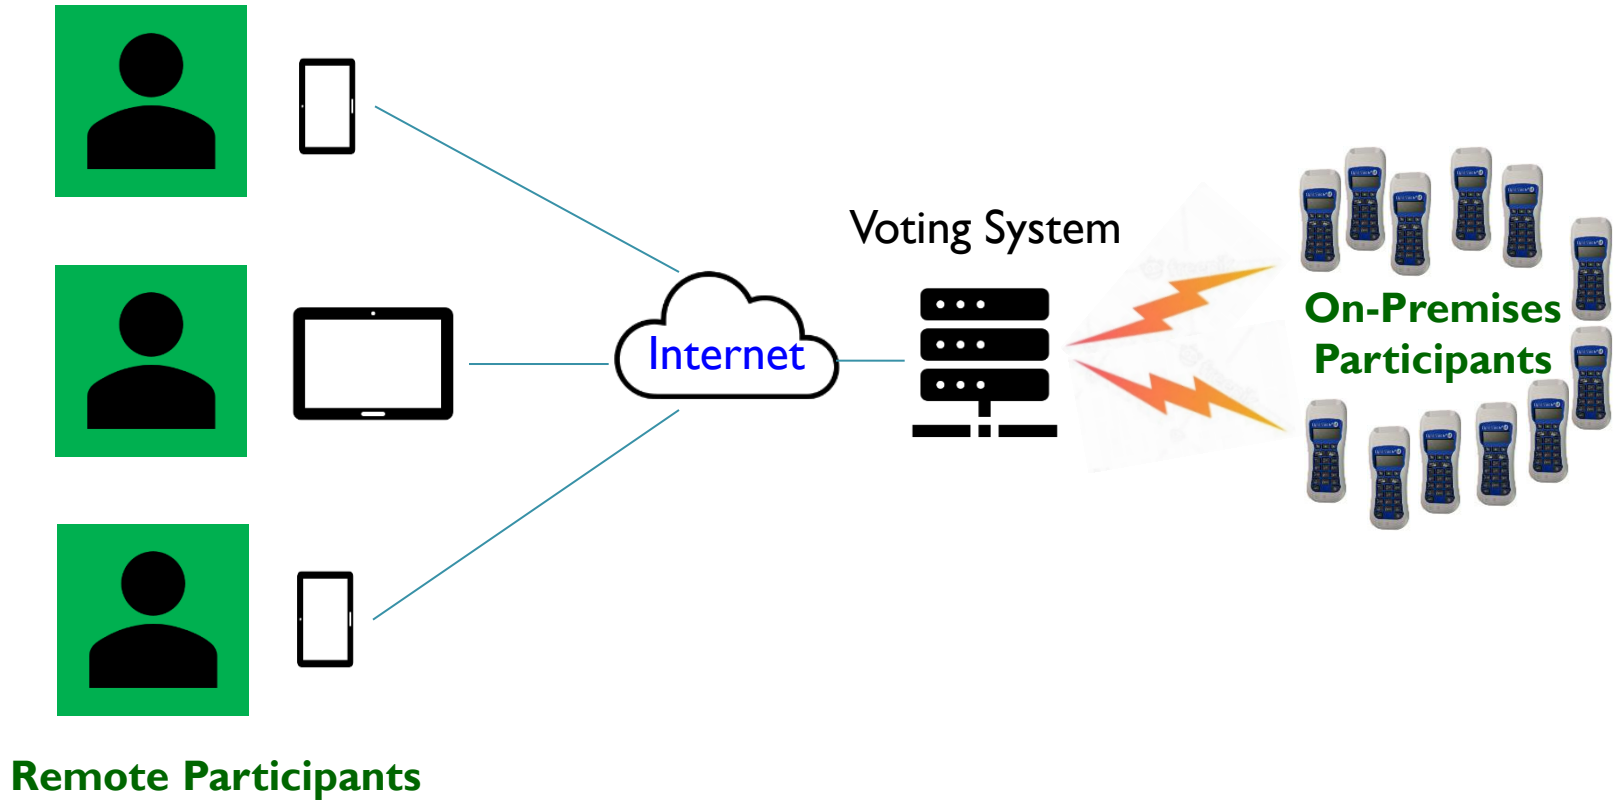 Voting System
On-Premises
Participants
Internet
Remote Participants